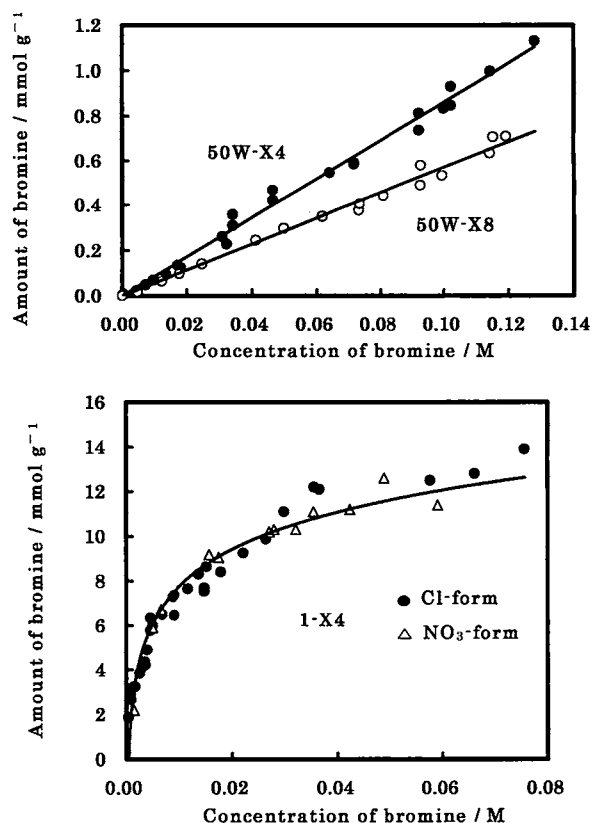 1.2
1.0
0.8
0.6
0.4
0.2
0.0
Amount of bromine / mmol g⁻¹
50W-X4
50W-X8
0.00 0.02 0.04 0.06 0.08 0.10 0.12 0.14
Concentration of bromine / M
16
14
12
10
8
6
4
2
0
Amount of bromine / mmol g⁻¹
Cl-form
1-X4
NO₃-form
0.00 0.02 0.04 0.06 0.08
Concentration of bromine / M